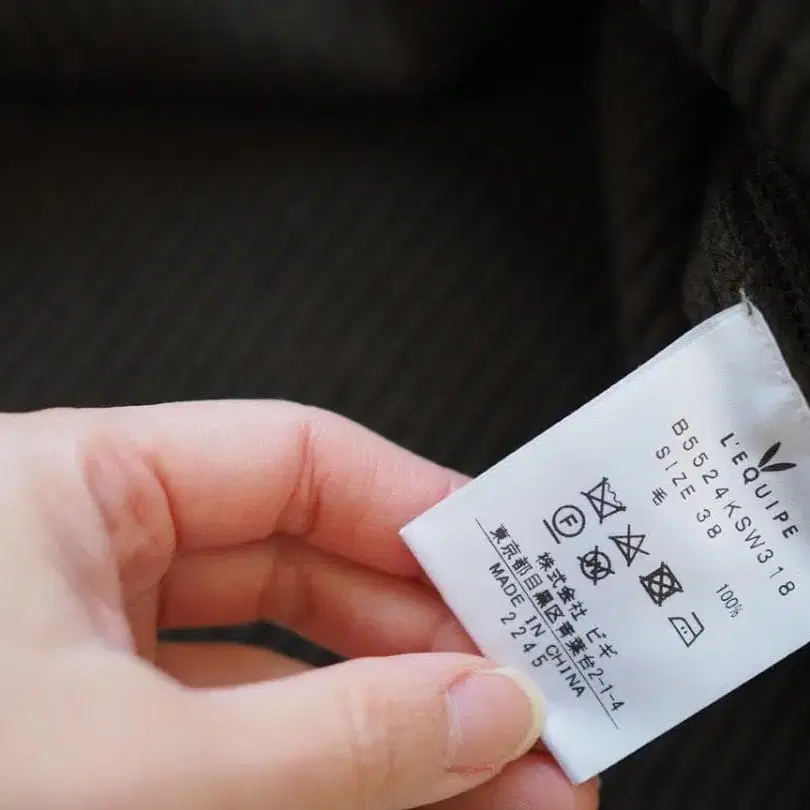 L'EQUIPE
B5524KSW318
SIZE 38
毛 100%
F
W
株式会社 ビギ
東京都目黒区青葉台2-1-4
MADE IN CHINA
2245